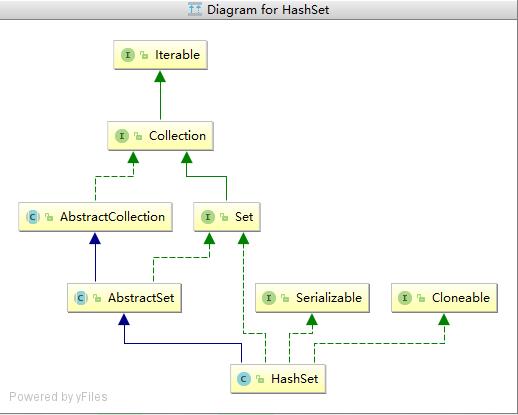 Diagram for HashSet
I Iterable
I Collection
C AbstractCollection
I Set
C AbstractSet
I Serializable
I Cloneable
C HashSet
Powered by yFiles